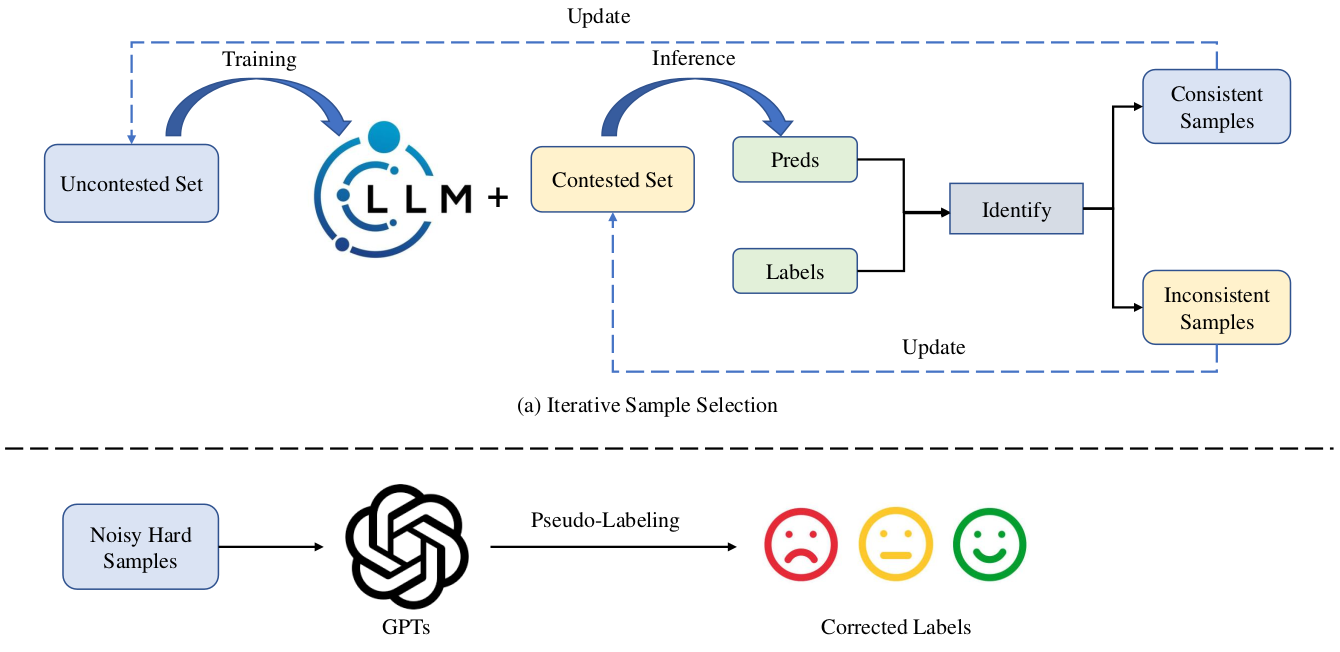 Update
Training
Inference
Consistent
Samples
Uncontested Set
LLM
+
Contested Set
Preds
Labels
Identify
Inconsistent
Samples
Update
(a) Iterative Sample Selection
Noisy Hard
Samples
Pseudo-Labeling
GPTs
Corrected Labels